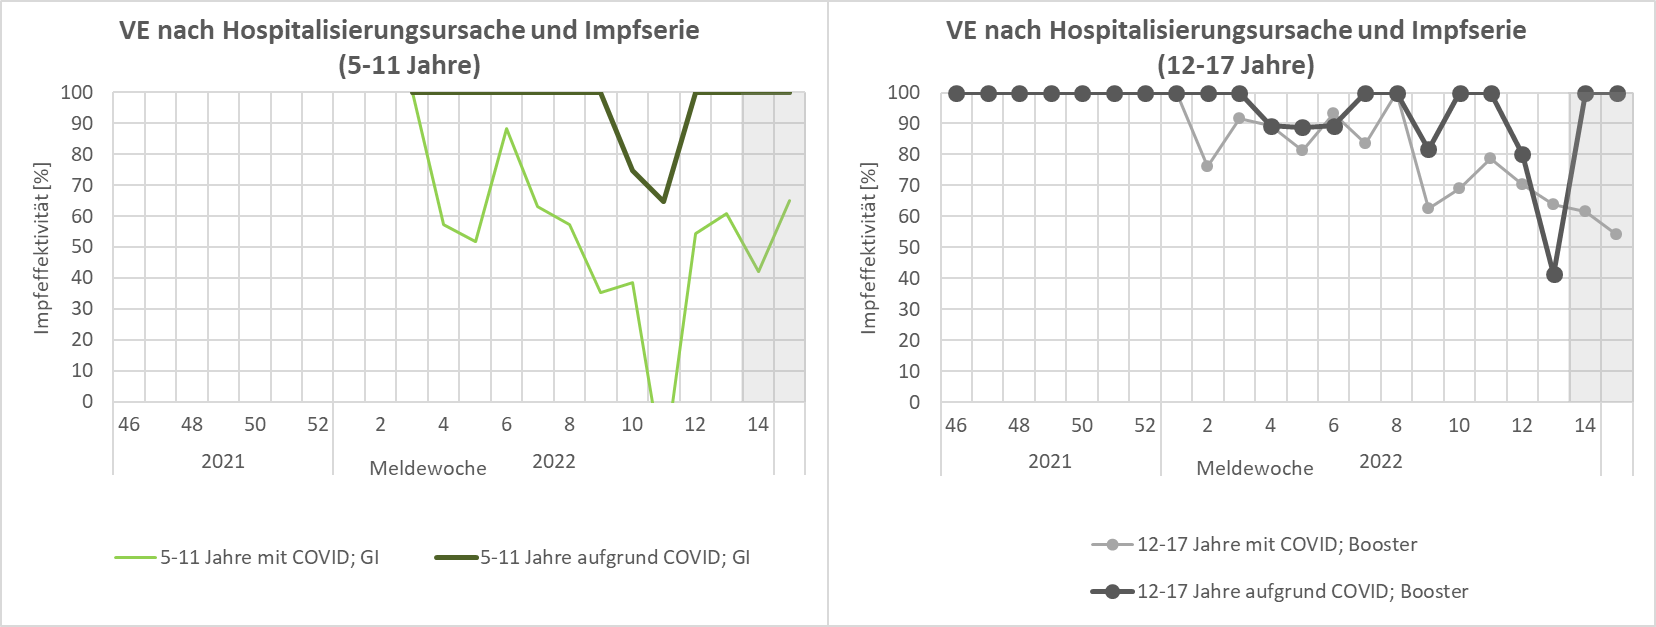 VE nach Hospitalisierungsursache und Impfserie
(5-11 Jahre)
Impfeffektivität [%]
100
90
80
70
60
50
40
30
20
10
0
46 48 50 52 2 4 6 8 10 12 14
2021 2022
Meldewoche
5-11 Jahre mit COVID; GI 5-11 Jahre aufgrund COVID; GI
VE nach Hospitalisierungsursache und Impfserie
(12-17 Jahre)
Impfeffektivität [%]
100
90
80
70
60
50
40
30
20
10
0
46 48 50 52 2 4 6 8 10 12 14
2021 2022
Meldewoche
12-17 Jahre mit COVID; Booster
12-17 Jahre aufgrund COVID; Booster